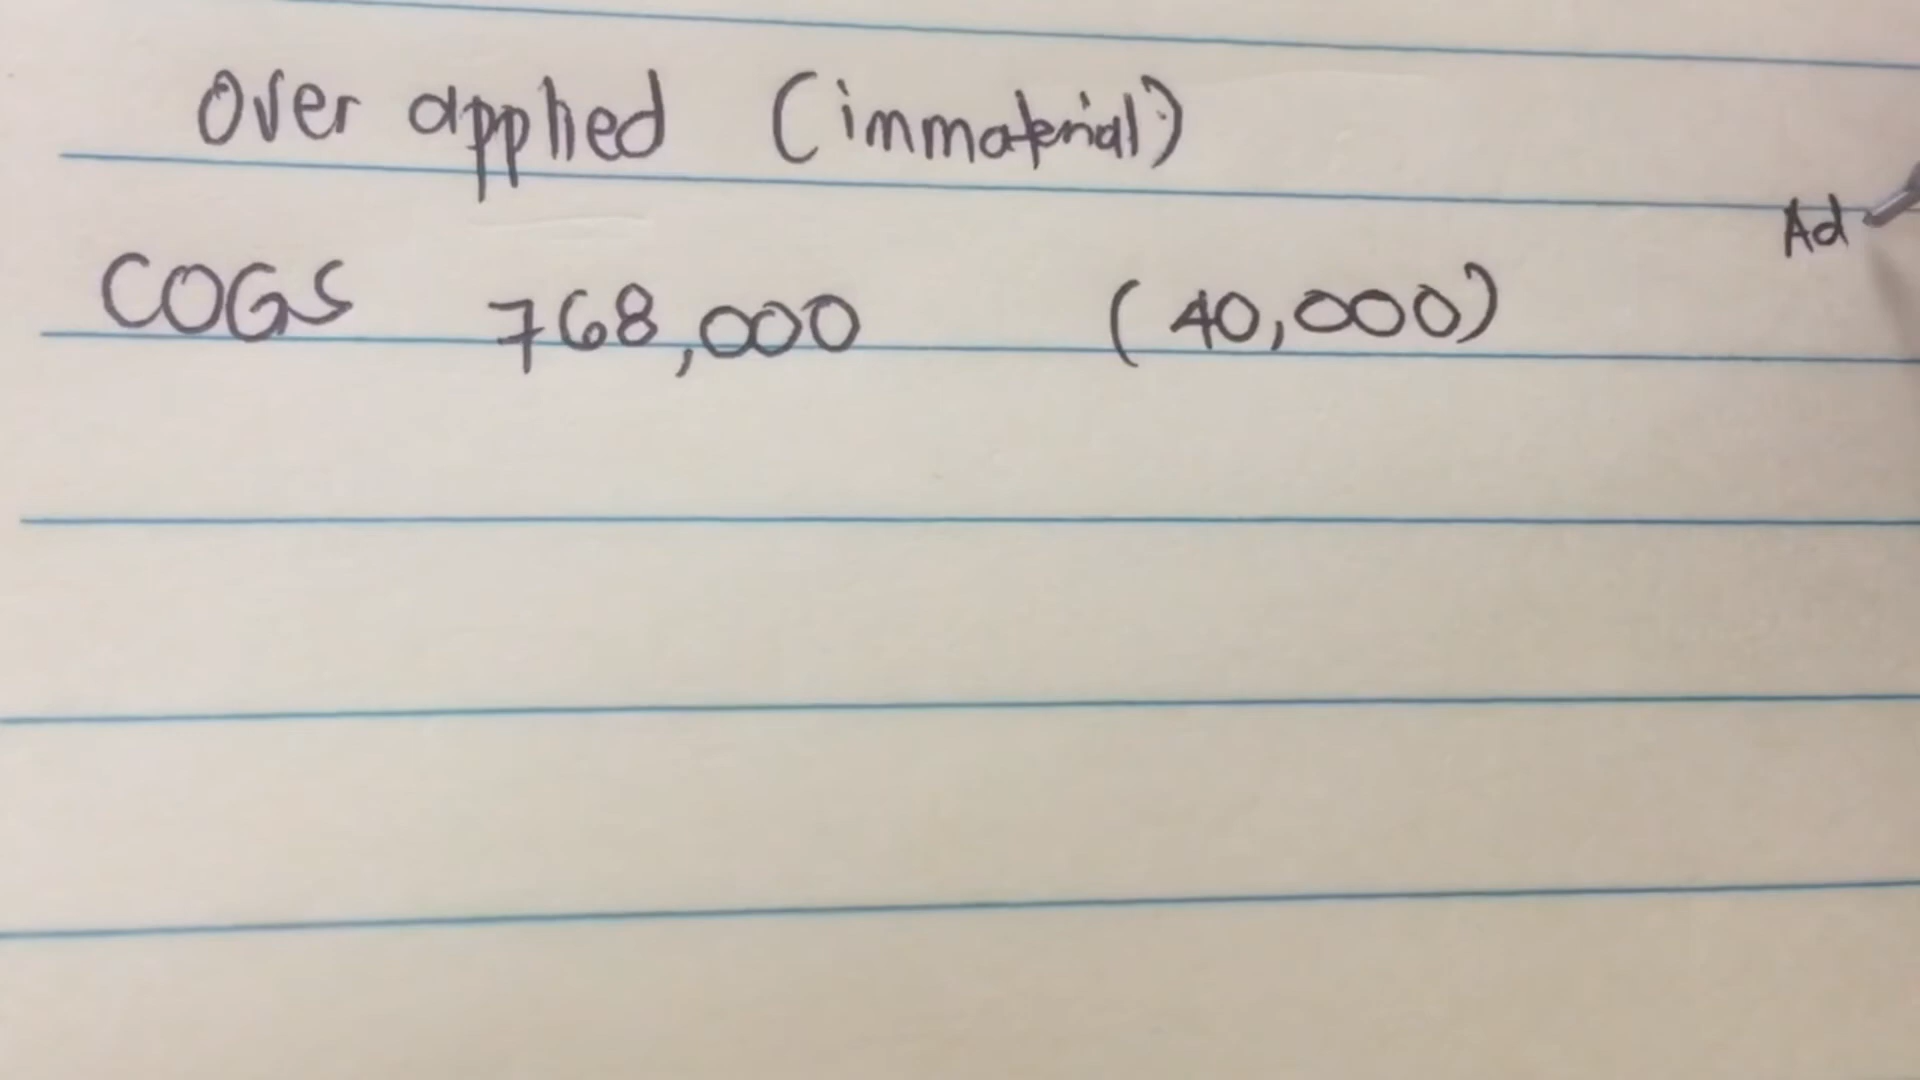 Over applied (immaterial)
Ad
COGS 768,000 (40,000)